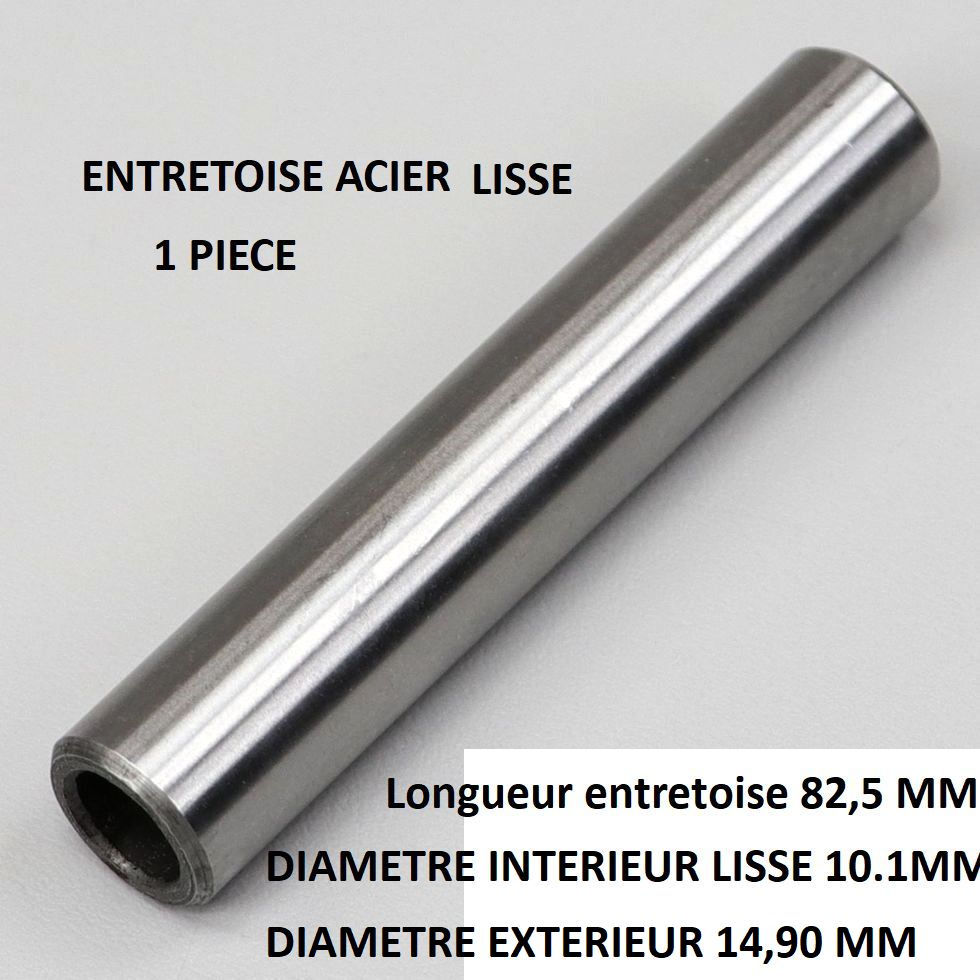 ENTRETOISE ACIER LISSE
1 PIECE
Longueur entretoise 82,5 MM
DIAMETRE INTERIEUR LISSE 10.1MM
DIAMETRE EXTERIEUR 14,90 MM